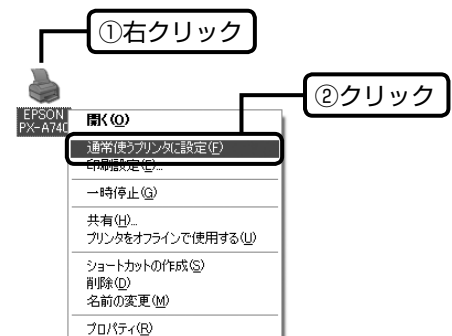 ①右クリック
②クリック
EPSON
PX-A740
開く(O)
通常使うプリンタに設定(F)
印刷設定(E)...
一時停止(G)
共有(H)...
プリンタをオフラインで使用する(U)
ショートカットの作成(S)
削除(D)
名前の変更(M)
プロパティ(R)